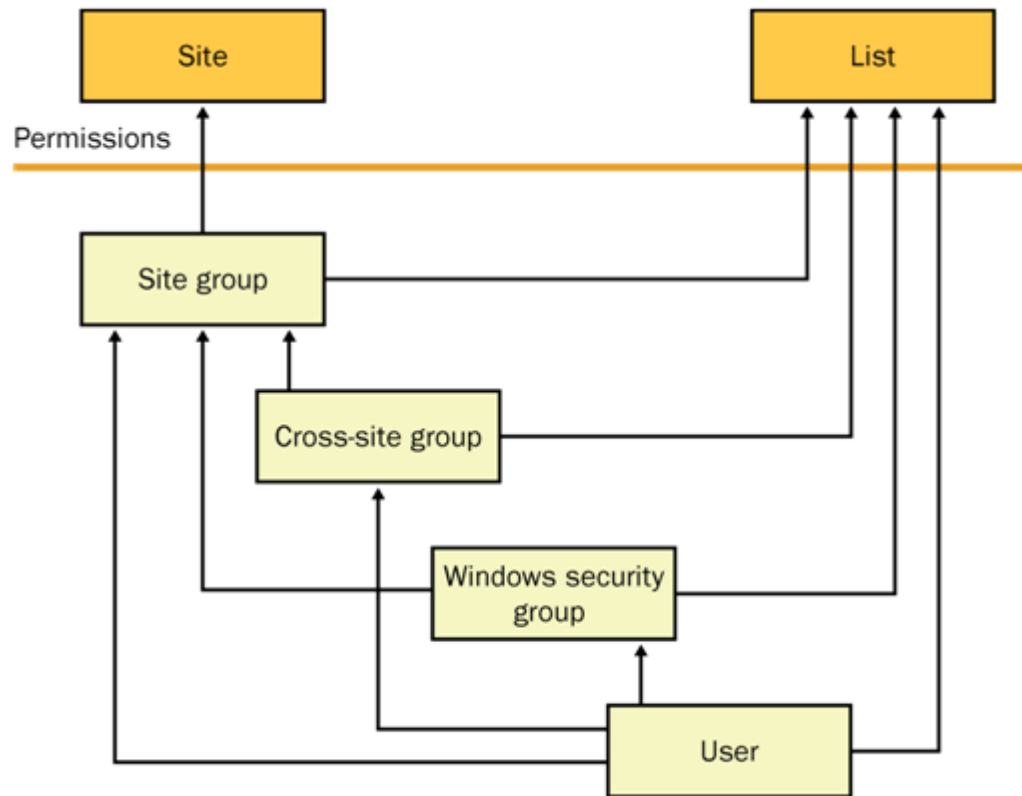 Site
List
Permissions
Site group
Cross-site group
Windows security
group
User